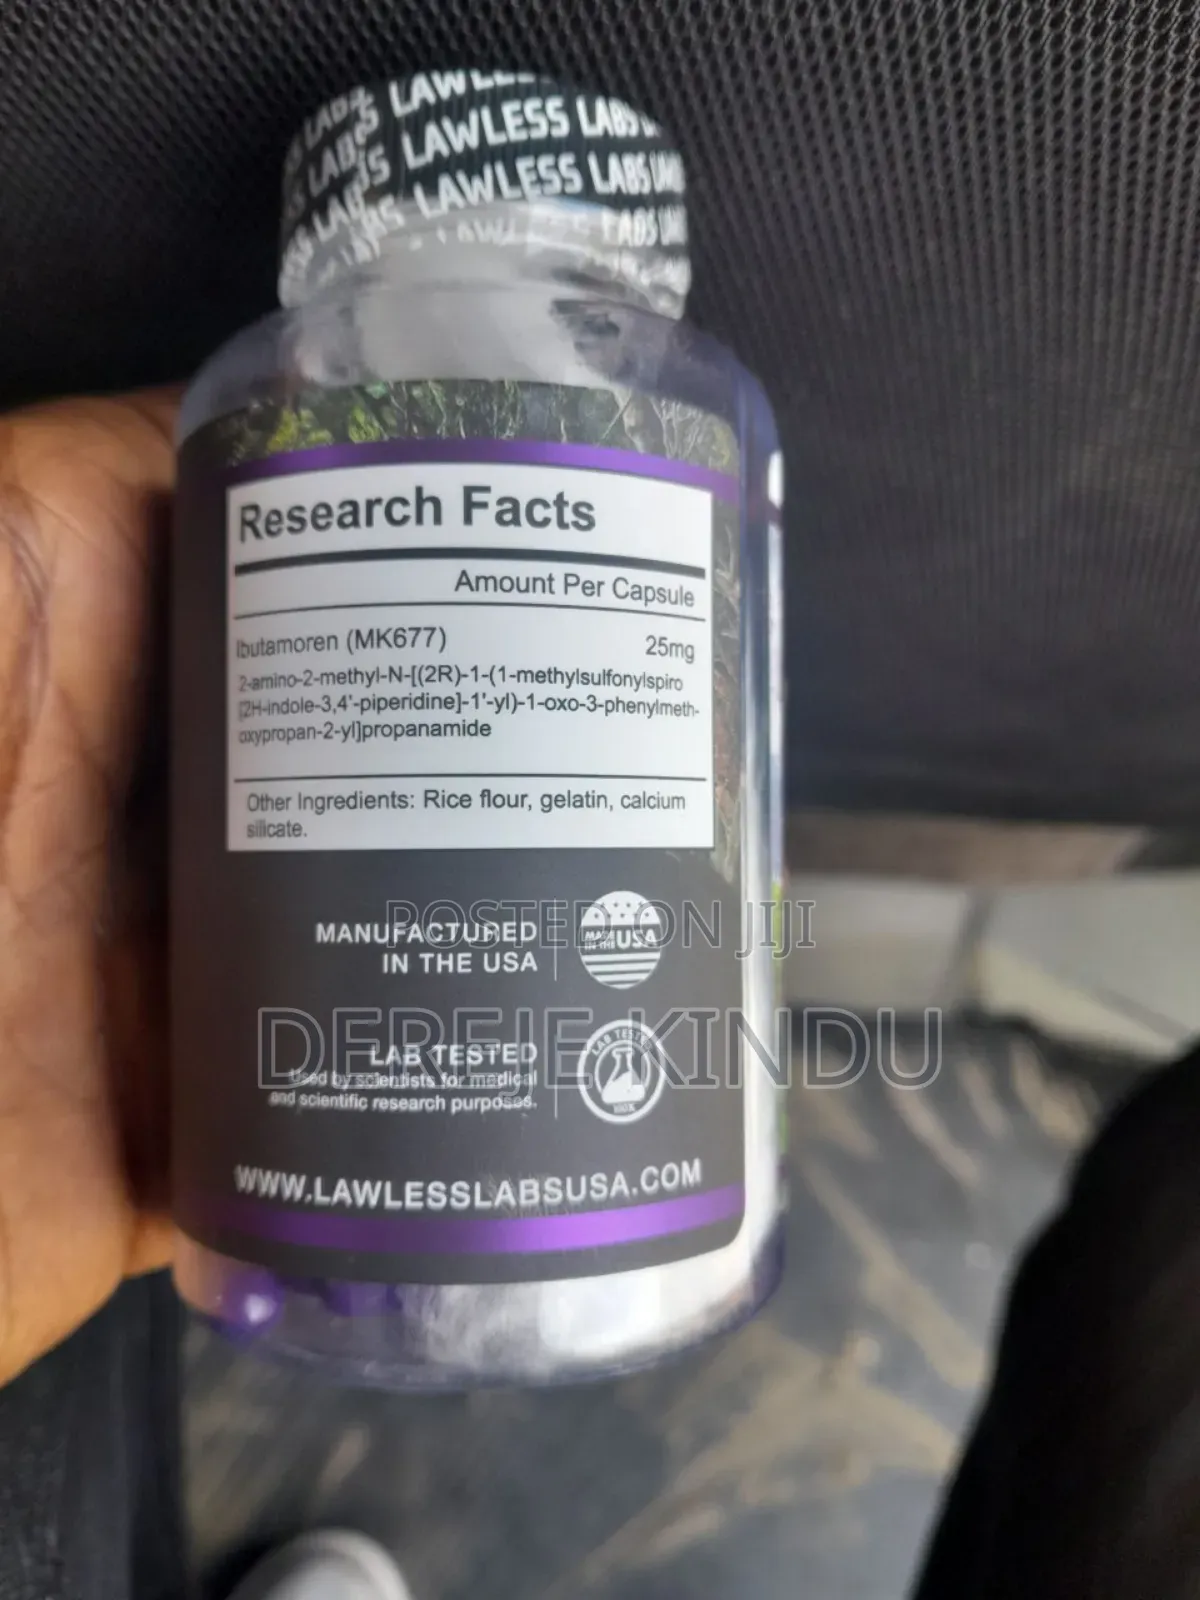 LAWLESS LABS
LAWLESS LABS
LAWLESS LABS
Research Facts
Amount Per Capsule
Ibutamoren (MK677) 25mg
2-amino-2-methyl-N-[(2R)-1-(1-methylsulfonylspiro
[2H-indole-3,4'-piperidine]-1'-yl)-1-oxo-3-phenylmeth-
oxypropan-2-yl]propanamide
Other Ingredients: Rice flour, gelatin, calcium
silicate.
MANUFACTURED
IN THE USA
MADE
IN THE USA
POSTED ON JIJI
DEREJE KINDU
LAB TESTED
Used by scientists for medical
and scientific research purposes.
LAB TESTED
100%
WWW.LAWLESSLABSUSA.COM